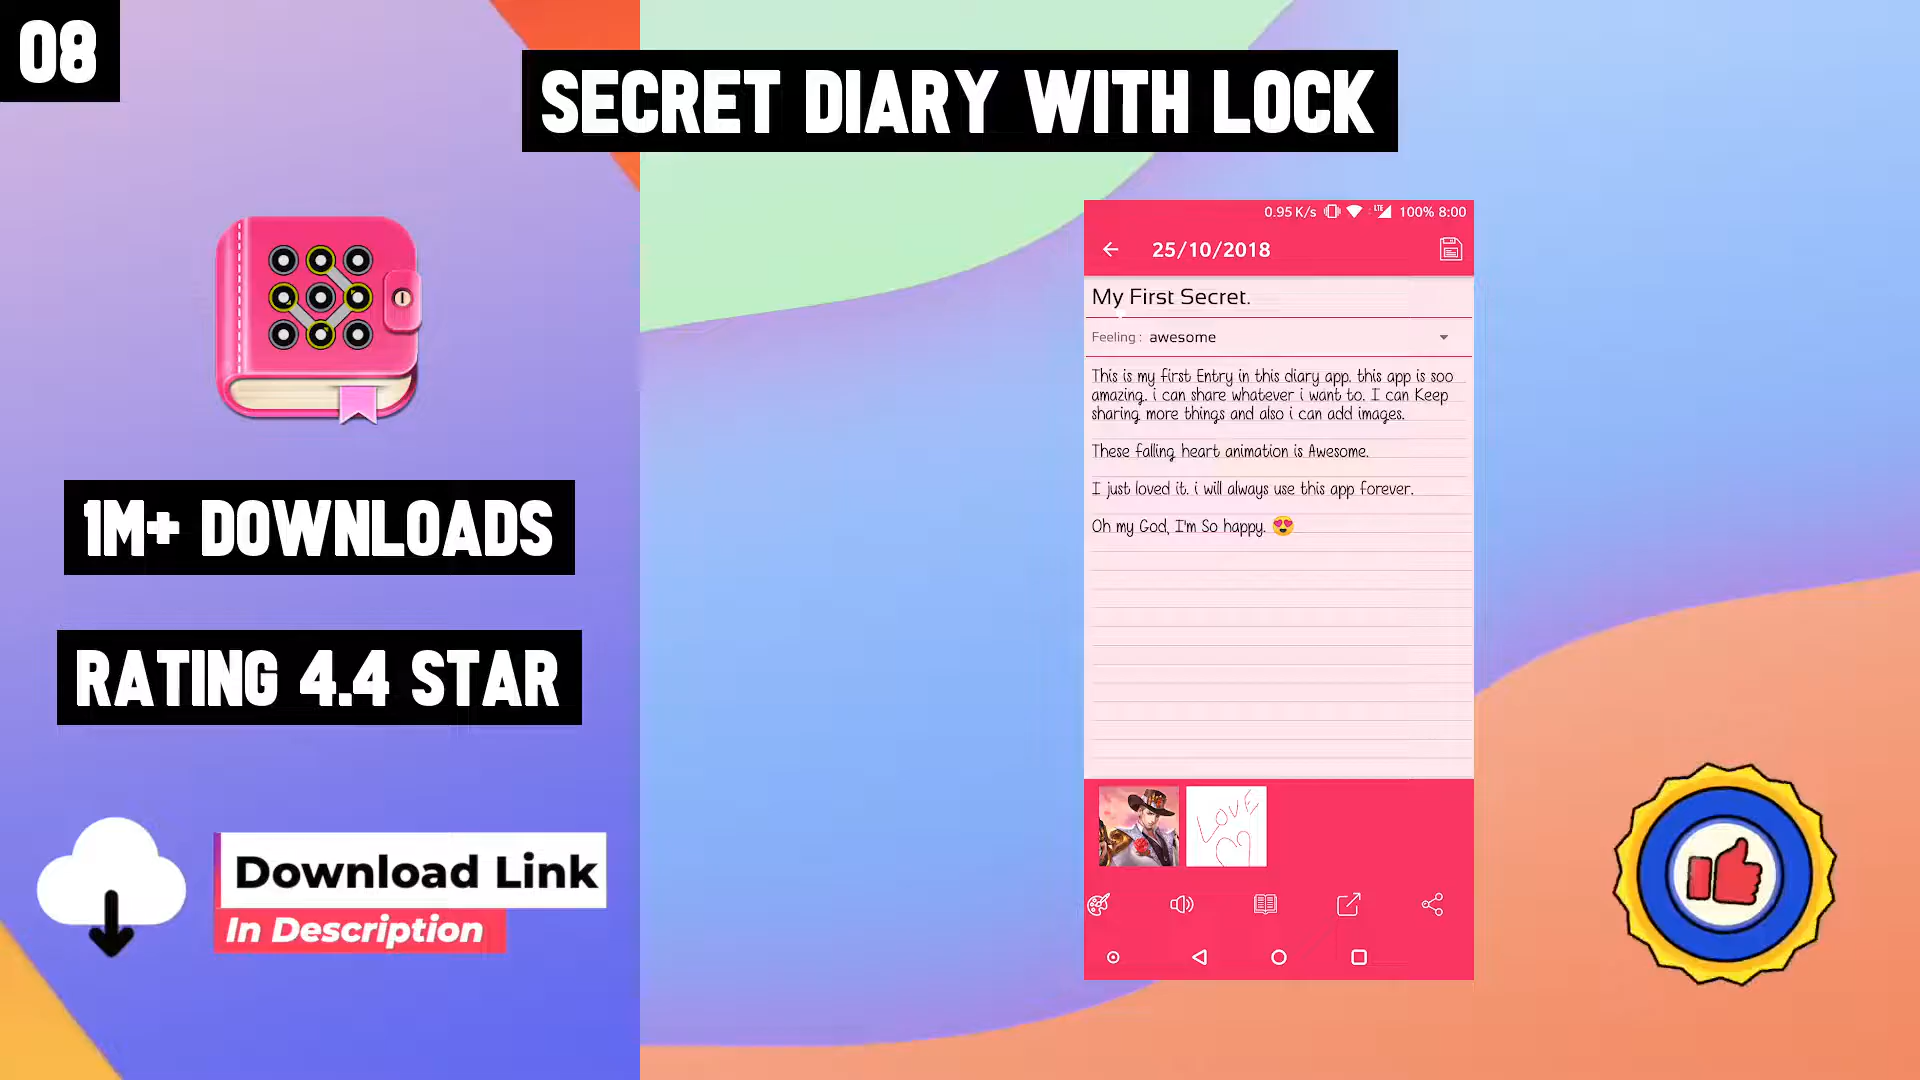 08
SECRET DIARY WITH LOCK
1M+ DOWNLOADS
RATING 4.4 STAR
Download Link
In Description
0.95 K/s LTE 100% 8:00
25/10/2018
My First Secret.
Feeling : awesome
This is my first Entry in this diary app. this app is soo
amazing. i can share whatever i want to. I can Keep
sharing more things and also i can add images.
These falling heart animation is Awesome.
I just loved it. i will always use this app forever.
Oh my God, I'm So happy. 😍
LOVE